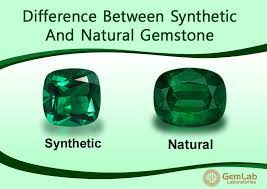 Difference Between Synthetic
And Natural Gemstone
Synthetic
Natural
GemLab
Laboratories